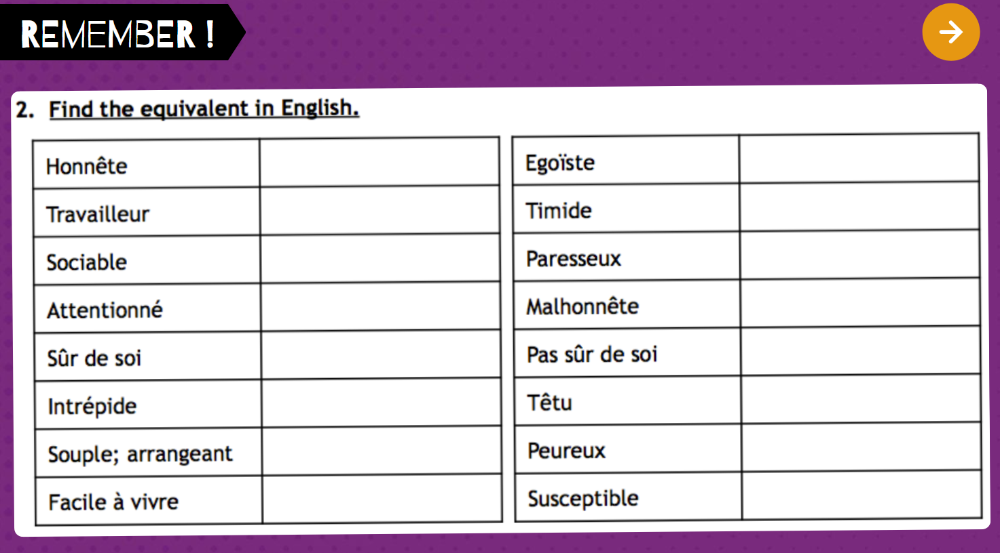 REMEMBER !
2. Find the equivalent in English.
Honnête
Travailleur
Sociable
Attentionné
Sûr de soi
Intrépide
Souple; arrangeant
Facile à vivre
Egoïste
Timide
Paresseux
Malhonnête
Pas sûr de soi
Têtu
Peureux
Susceptible